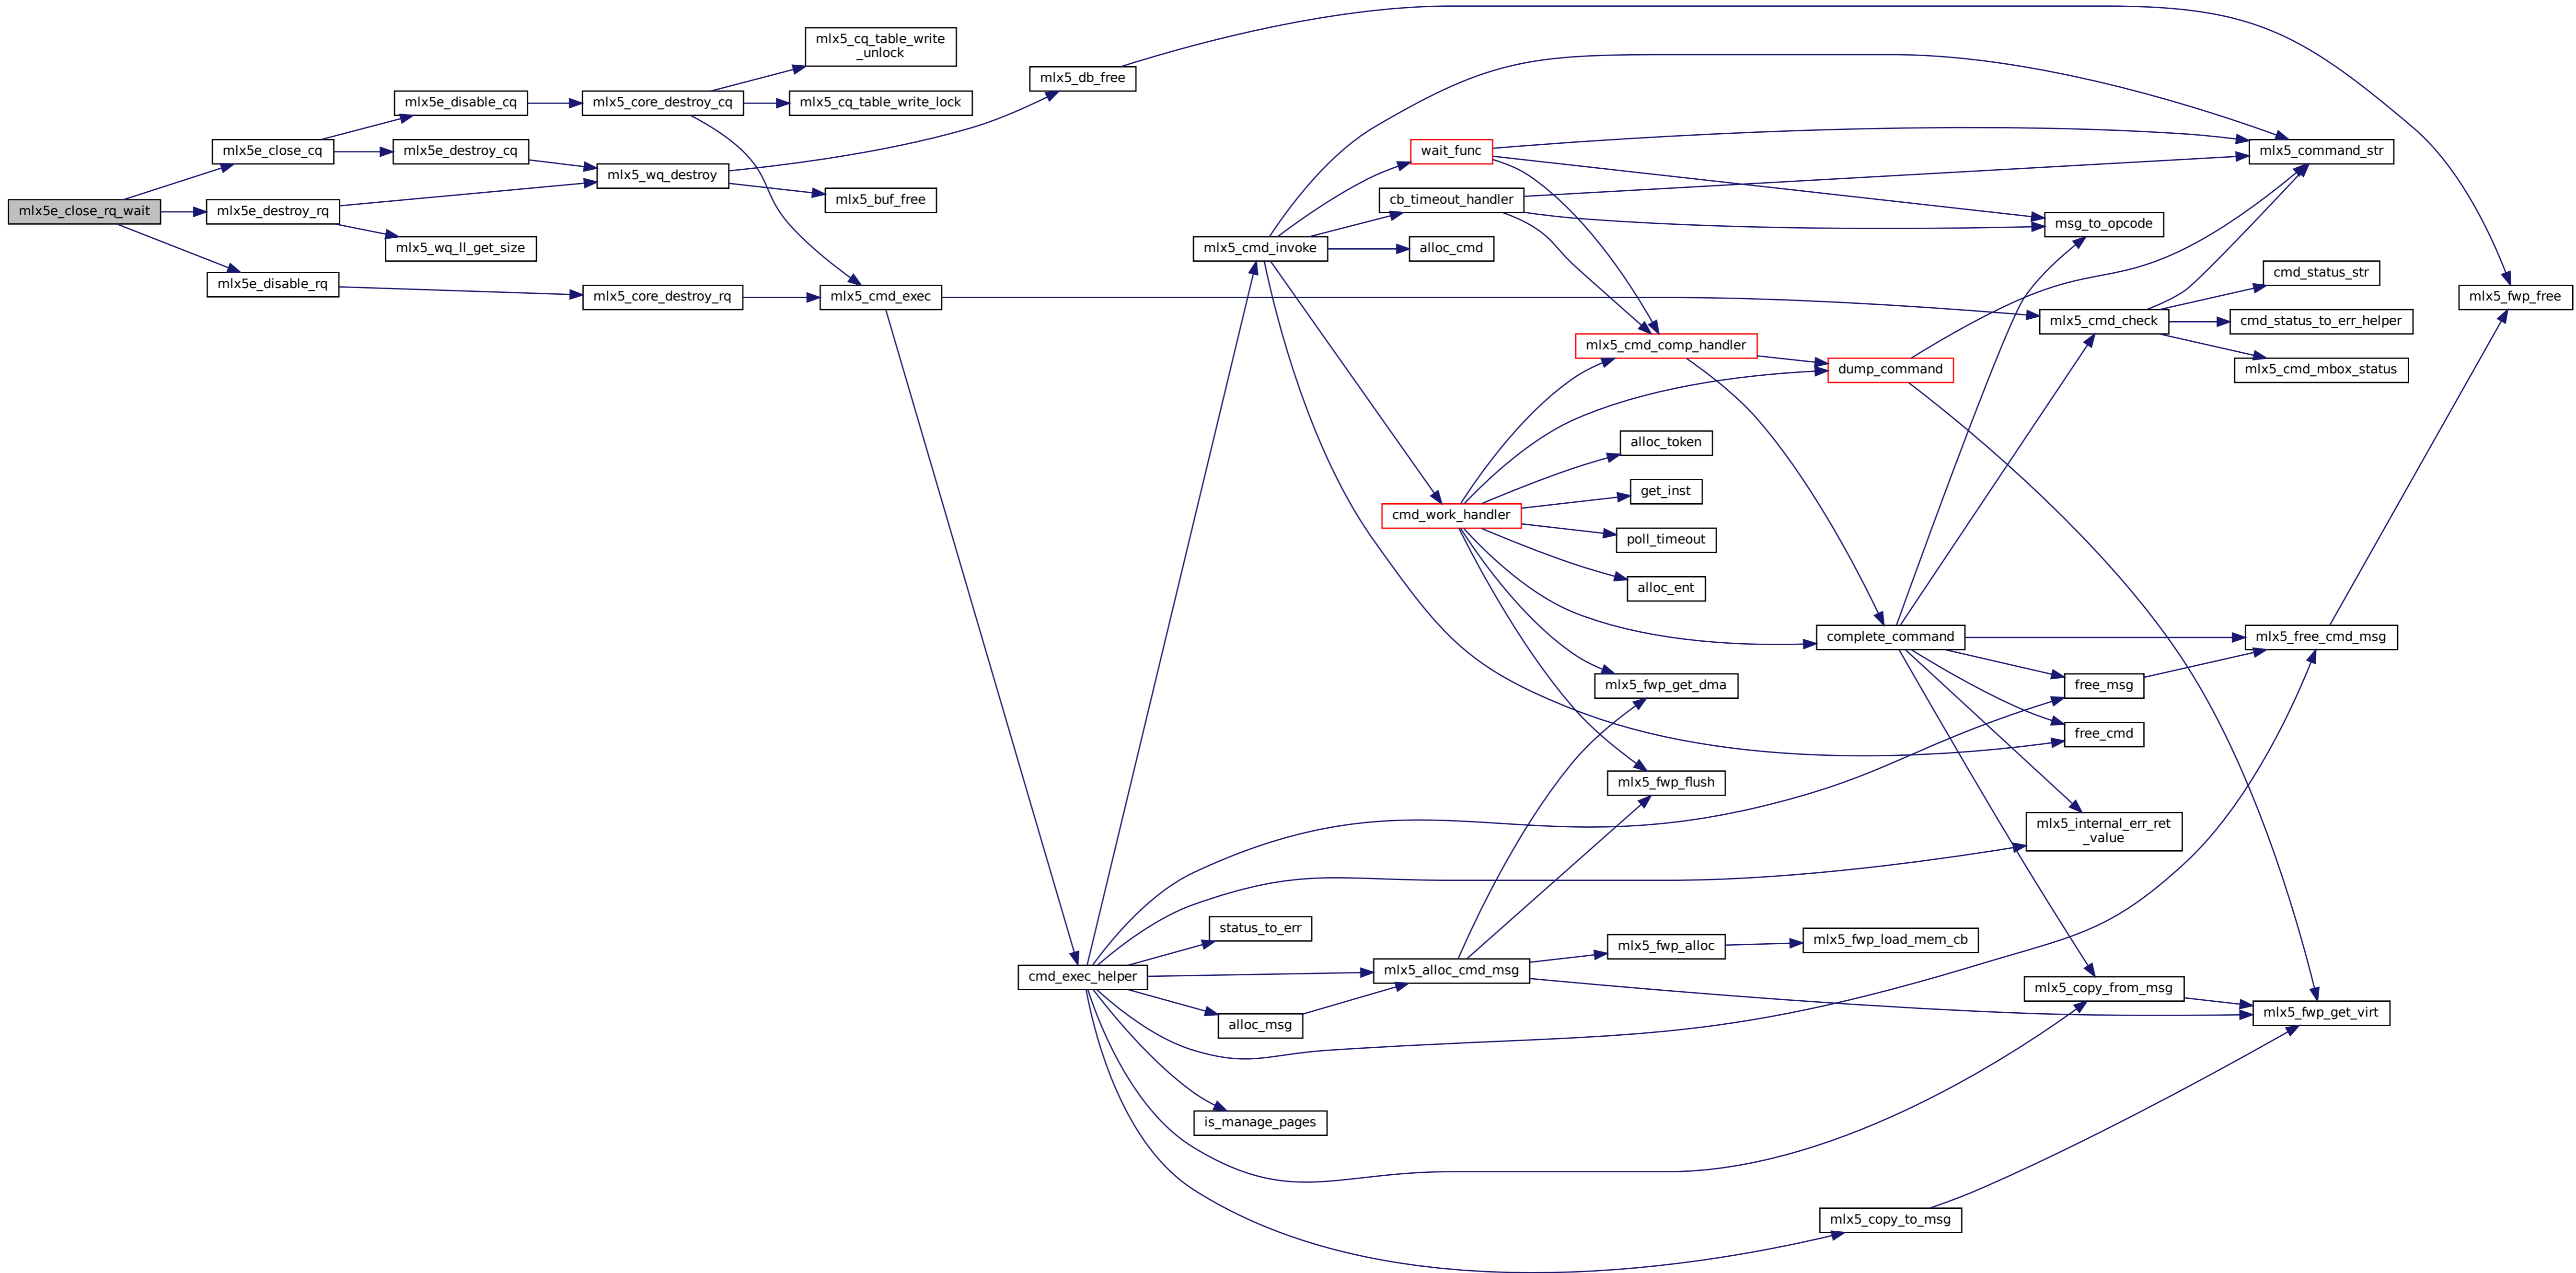 mlx5e_close_rq_wait
mlx5e_close_cq
mlx5e_destroy_rq
mlx5e_disable_rq
mlx5e_disable_cq
mlx5e_destroy_cq
mlx5_wq_ll_get_size
mlx5_core_destroy_cq
mlx5_wq_destroy
mlx5_core_destroy_rq
mlx5_cq_table_write
_unlock
mlx5_cq_table_write_lock
mlx5_buf_free
mlx5_cmd_exec
mlx5_db_free
cmd_exec_helper
mlx5_cmd_invoke
status_to_err
alloc_msg
is_manage_pages
wait_func
cb_timeout_handler
alloc_cmd
cmd_work_handler
mlx5_alloc_cmd_msg
mlx5_cmd_comp_handler
alloc_token
get_inst
poll_timeout
alloc_ent
mlx5_fwp_get_dma
mlx5_fwp_flush
mlx5_fwp_alloc
dump_command
complete_command
mlx5_fwp_load_mem_cb
mlx5_copy_to_msg
msg_to_opcode
mlx5_cmd_check
free_msg
free_cmd
mlx5_internal_err_ret
_value
mlx5_copy_from_msg
mlx5_command_str
cmd_status_str
cmd_status_to_err_helper
mlx5_cmd_mbox_status
mlx5_free_cmd_msg
mlx5_fwp_get_virt
mlx5_fwp_free